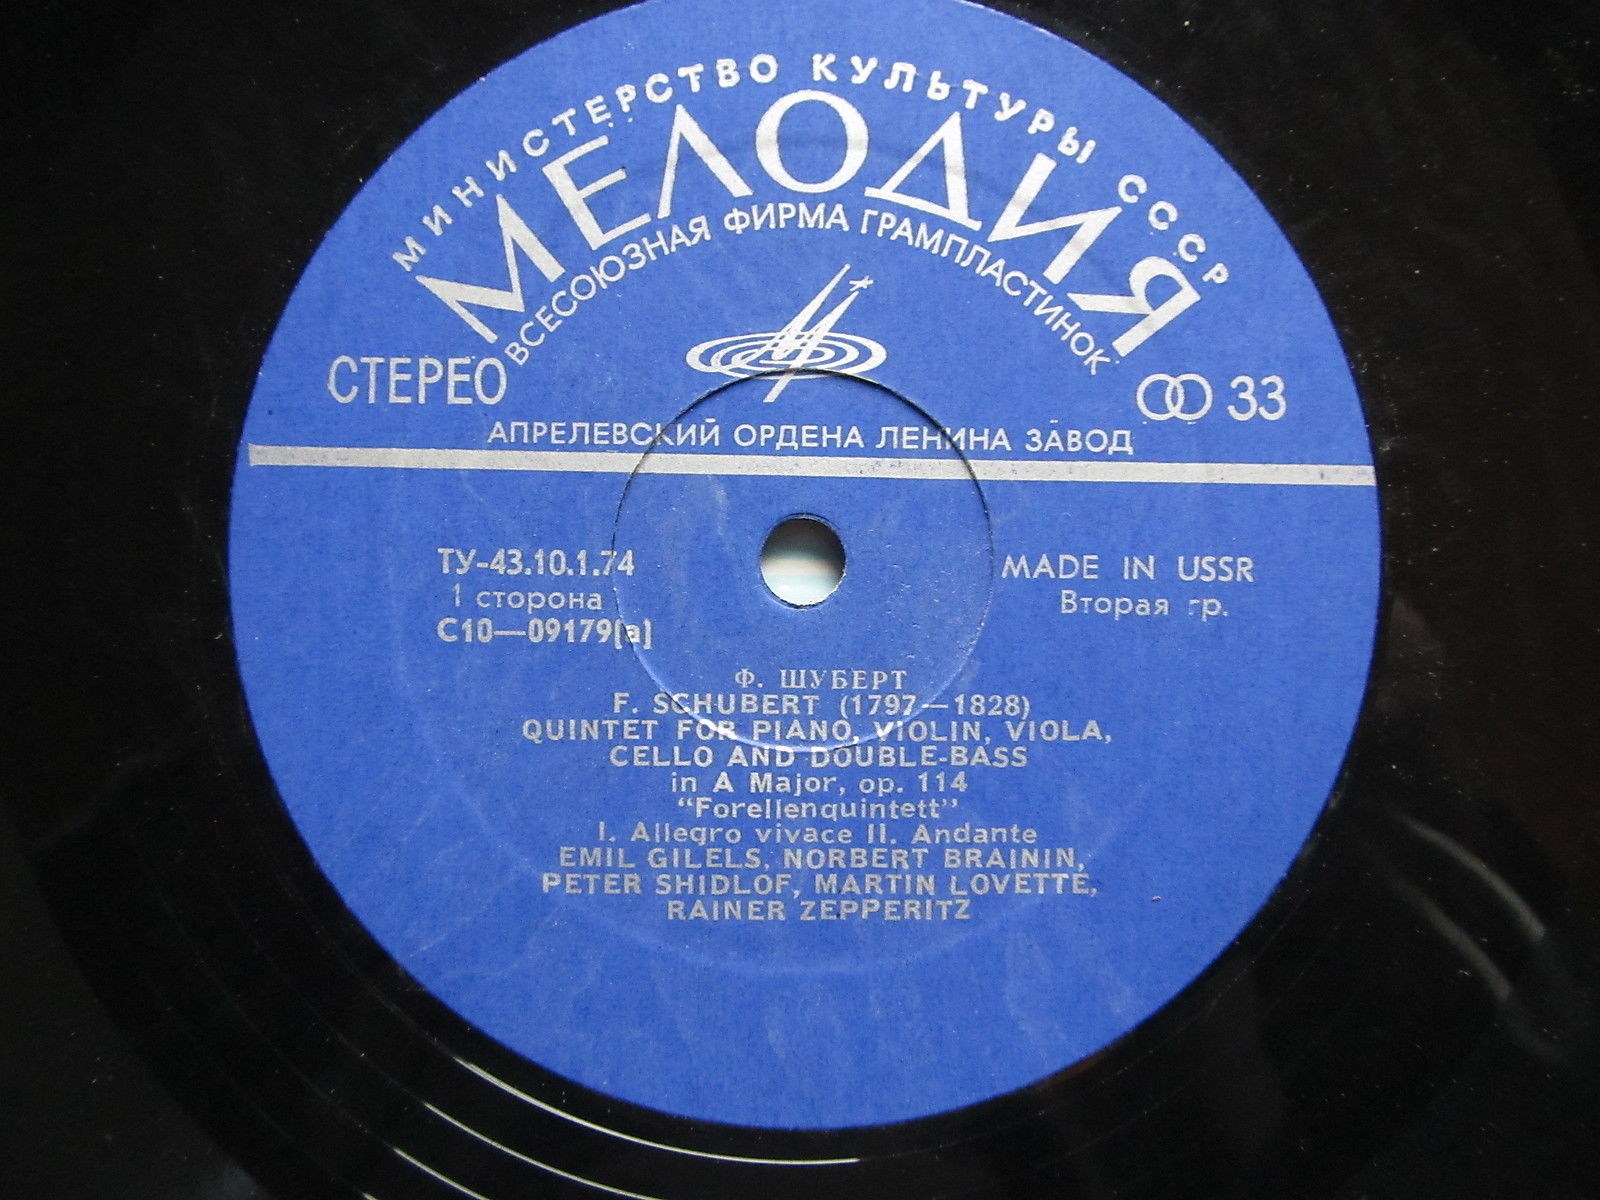 МИНИСТЕРСТВО КУЛЬТУРЫ СССР
МЕЛОДИЯ
ВСЕСОЮЗНАЯ ФИРМА ГРАМПЛАСТИНОК
СТЕРЕО
33
АПРЕЛЕВСКИЙ ОРДЕНА ЛЕНИНА ЗАВОД
ТУ-43.10.1.74
1 сторона
С10—09179(а)
MADE IN USSR
Вторая гр.
Ф. ШУБЕРТ
F. SCHUBERT (1797—1828)
QUINTET FOR PIANO, VIOLIN, VIOLA,
CELLO AND DOUBLE-BASS
in A Major, op. 114
“Forellenquintett”
I. Allegro vivace II. Andante
EMIL GILELS, NORBERT BRAININ,
PETER SHIDLOF, MARTIN LOVETTE,
RAINER ZEPPERITZ